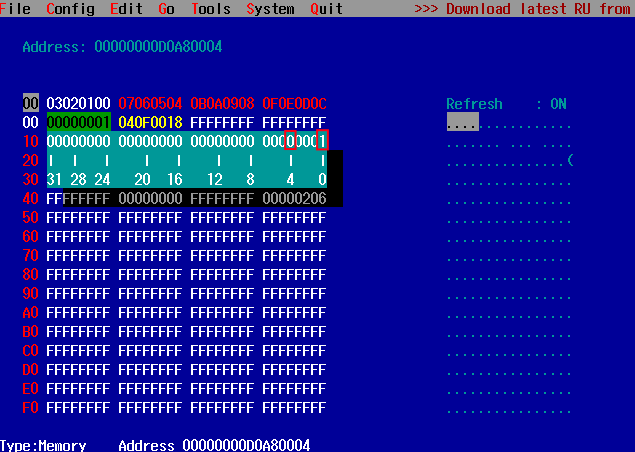 File Config Edit Go Tools System Quit >>> Download latest RU from
Address: 00000000D0A80004
00 03020100 07060504 0B0A0908 0F0E0D0C Refresh : ON
00 00000001 040F0018 FFFFFFFF FFFFFFFF ................
10 00000000 00000000 00000000 00000001 ................
20 | | | | | | | | | ...............(
30 31 28 24 20 16 12 8 4 0 ................
40 FFFFFFFF 00000000 FFFFFFFF 00000206 ................
50 FFFFFFFF FFFFFFFF FFFFFFFF FFFFFFFF ................
60 FFFFFFFF FFFFFFFF FFFFFFFF FFFFFFFF ................
70 FFFFFFFF FFFFFFFF FFFFFFFF FFFFFFFF ................
80 FFFFFFFF FFFFFFFF FFFFFFFF FFFFFFFF ................
90 FFFFFFFF FFFFFFFF FFFFFFFF FFFFFFFF ................
A0 FFFFFFFF FFFFFFFF FFFFFFFF FFFFFFFF ................
B0 FFFFFFFF FFFFFFFF FFFFFFFF FFFFFFFF ................
C0 FFFFFFFF FFFFFFFF FFFFFFFF FFFFFFFF ................
D0 FFFFFFFF FFFFFFFF FFFFFFFF FFFFFFFF ................
E0 FFFFFFFF FFFFFFFF FFFFFFFF FFFFFFFF ................
F0 FFFFFFFF FFFFFFFF FFFFFFFF FFFFFFFF ................
Type:Memory Address 00000000D0A80004